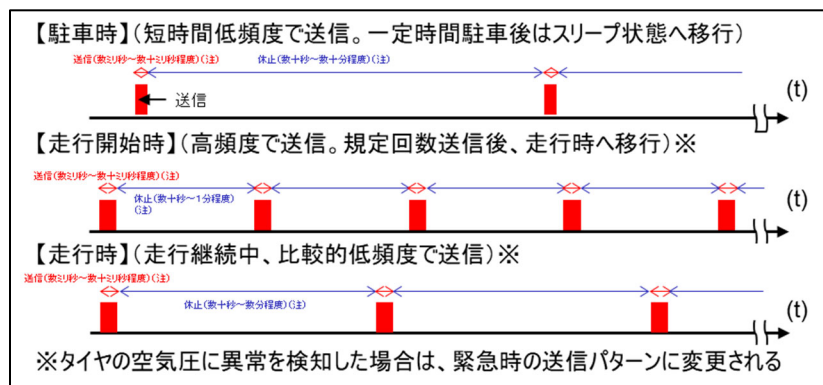 【駐車時】(短時間低頻度で送信。一定時間駐車後はスリープ状態へ移行)
送信(数ミリ秒～数十ミリ秒程度)(注) 休止(数十秒～数十分程度)(注)
送信
(t)
【走行開始時】(高頻度で送信。規定回数送信後、走行時へ移行)※
送信(数ミリ秒～数十ミリ秒程度)(注)
休止(数十秒～1分程度)
(注)
(t)
【走行時】(走行継続中、比較的低頻度で送信)※
送信(数ミリ秒～数十ミリ秒程度)(注)
休止(数十秒～数分程度)(注)
(t)
※タイヤの空気圧に異常を検知した場合は、緊急時の送信パターンに変更される